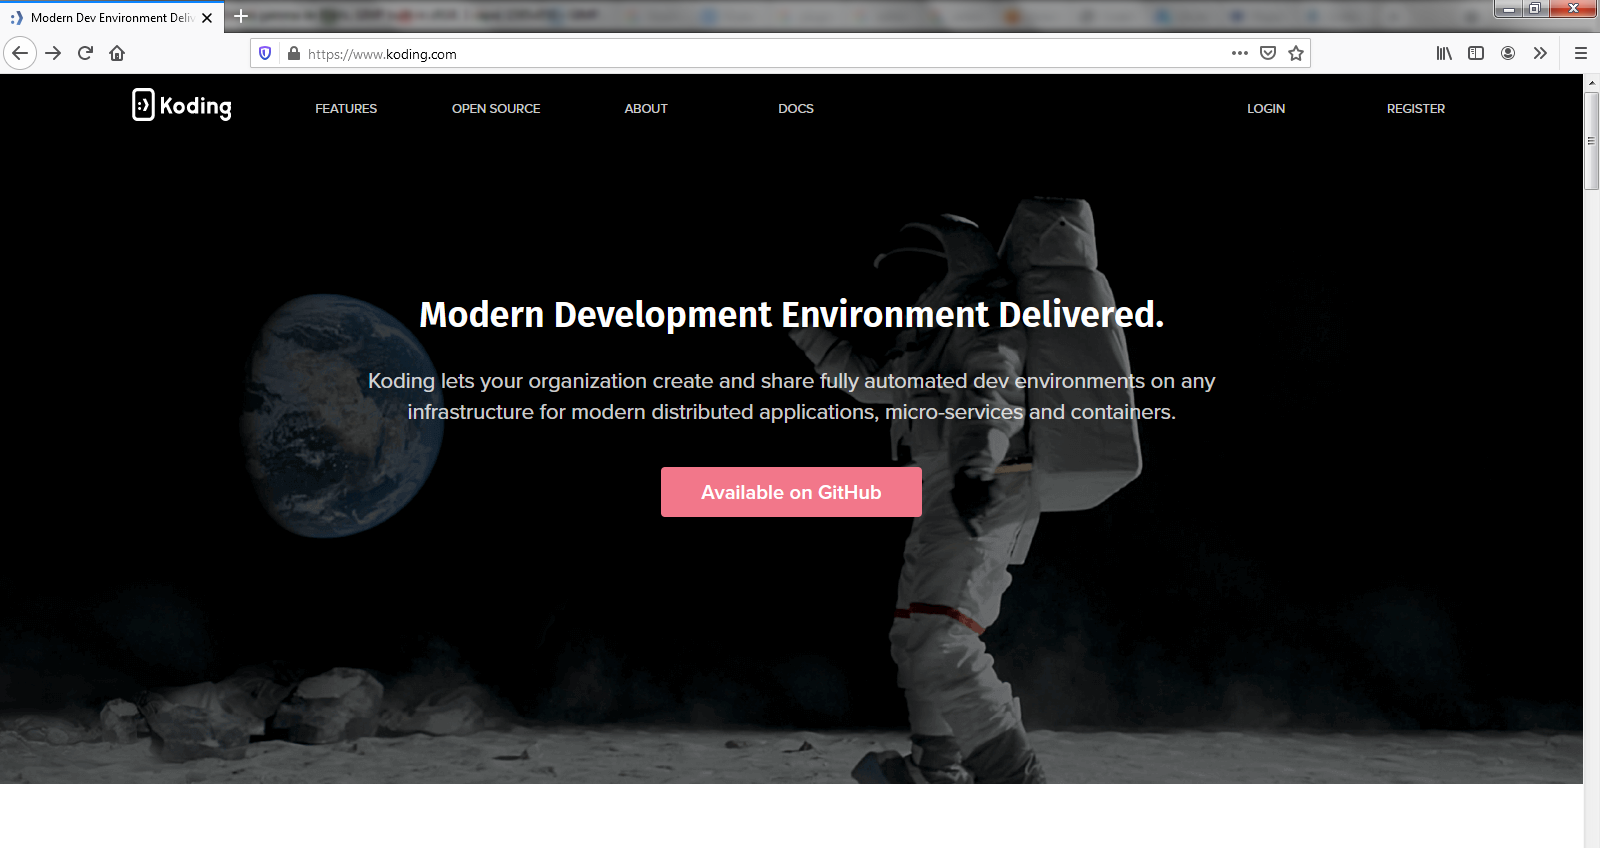 Modern Dev Environment Deliv
https://www.koding.com
Koding
FEATURES
OPEN SOURCE
ABOUT
DOCS
LOGIN
REGISTER
Modern Development Environment Delivered.
Koding lets your organization create and share fully automated dev environments on any
infrastructure for modern distributed applications, micro-services and containers.
Available on GitHub